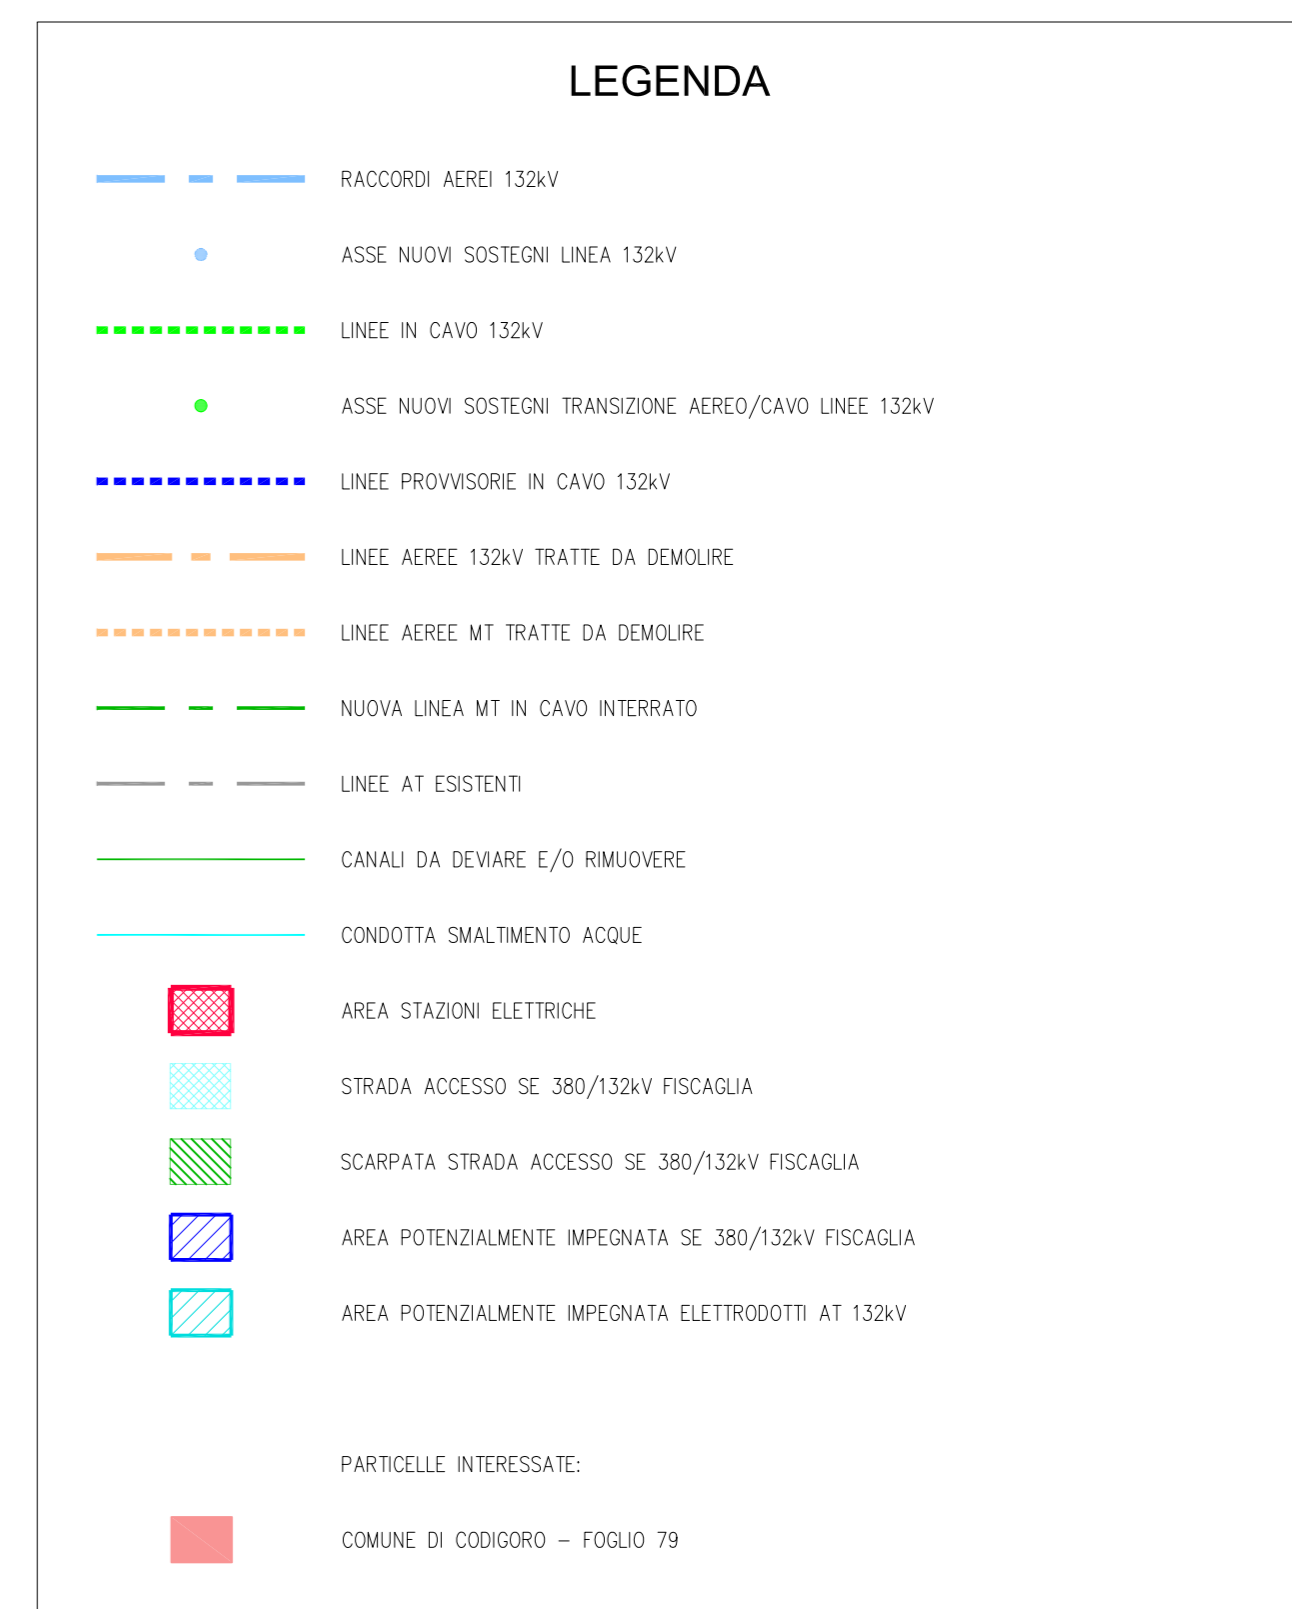 LEGENDA
RACCORDI AEREI 132kV
ASSE NUOVI SOSTEGNI LINEA 132kV
LINEE IN CAVO 132kV
ASSE NUOVI SOSTEGNI TRANSIZIONE AEREO/CAVO LINEE 132kV
LINEE PROVVISORIE IN CAVO 132kV
LINEE AEREE 132kV TRATTE DA DEMOLIRE
LINEE AEREE MT TRATTE DA DEMOLIRE
NUOVA LINEA MT IN CAVO INTERRATO
LINEE AT ESISTENTI
CANALI DA DEVIARE E/O RIMUOVERE
CONDOTTA SMALTIMENTO ACQUE
AREA STAZIONI ELETTRICHE
STRADA ACCESSO SE 380/132kV FISCAGLIA
SCARPATA STRADA ACCESSO SE 380/132kV FISCAGLIA
AREA POTENZIALMENTE IMPEGNATA SE 380/132kV FISCAGLIA
AREA POTENZIALMENTE IMPEGNATA ELETTRODOTTI AT 132kV
PARTICELLE INTERESSATE:
COMUNE DI CODIGORO – FOGLIO 79